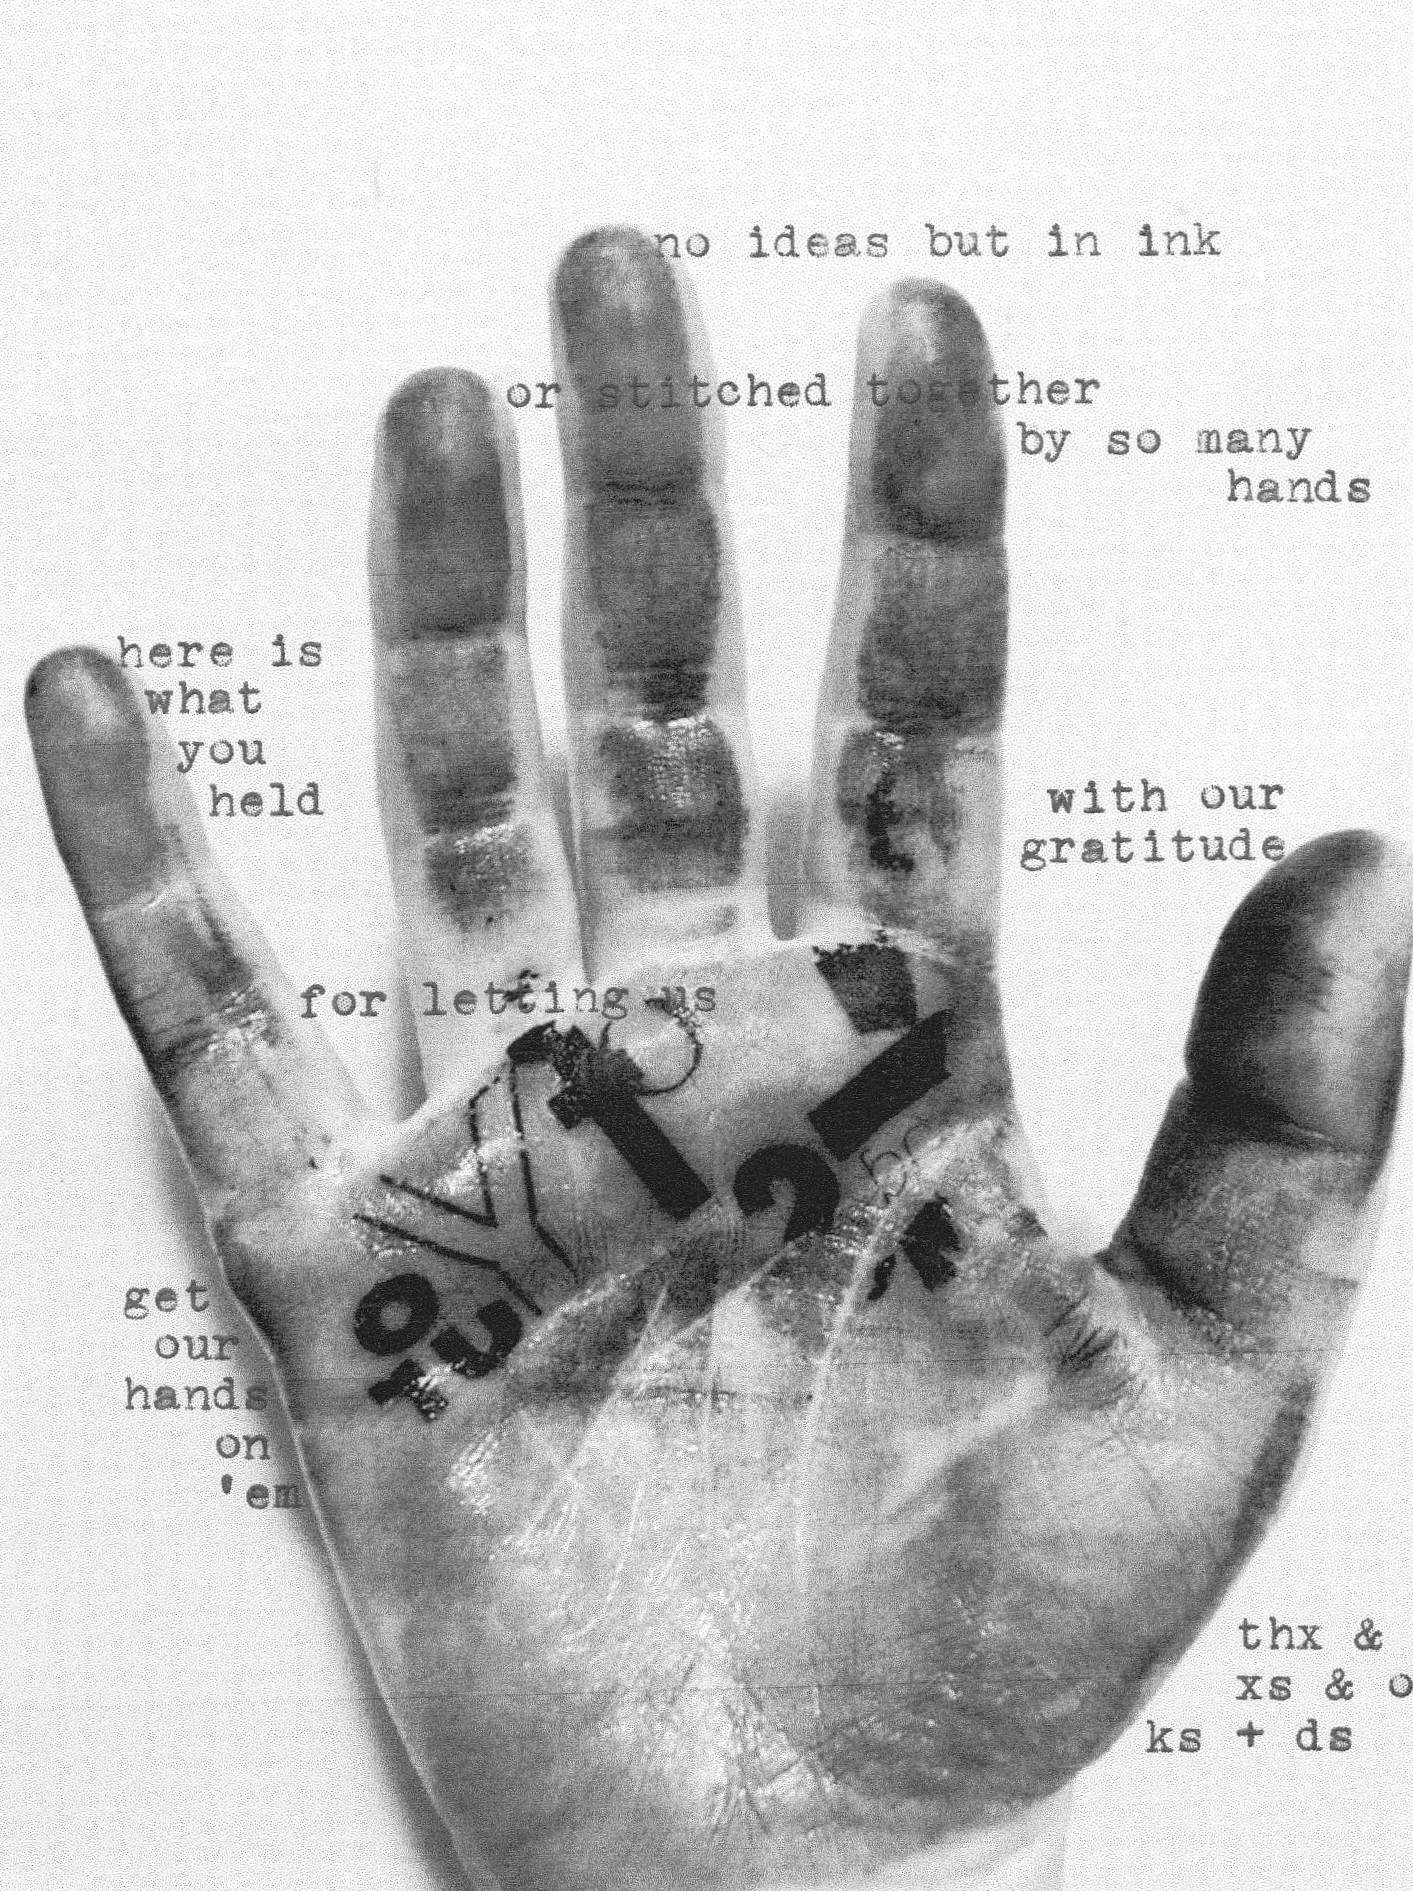 no ideas but in ink
or stitched together
by so many
hands
here is
what
you
held
with our
gratitude
for letting us
get
our
hands
on
'em
thx &
xs & o
ks + ds